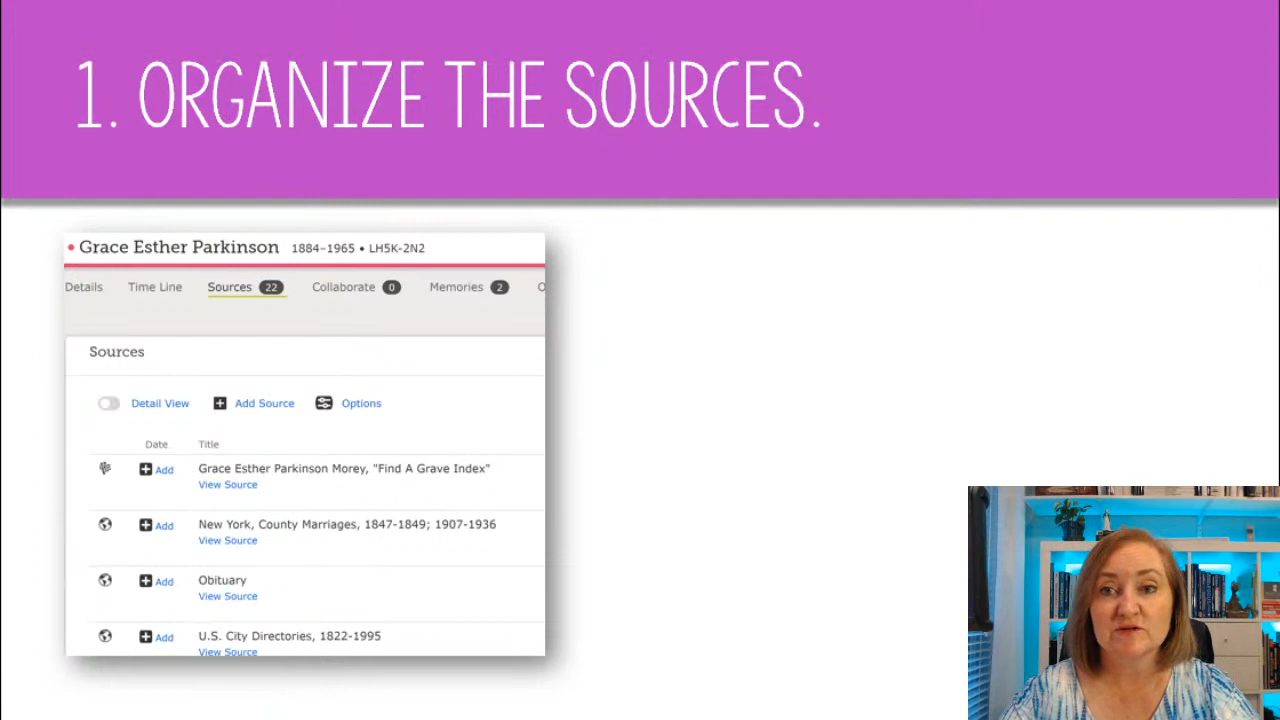 1. ORGANIZE THE SOURCES.
Grace Esther Parkinson 1884–1965 • LH5K-2N2
Details Time Line Sources 22 Collaborate 0 Memories 2 O
Sources
Detail View Add Source Options
Date Title
Add Grace Esther Parkinson Morey, "Find A Grave Index"
View Source
Add New York, County Marriages, 1847-1849; 1907-1936
View Source
Add Obituary
View Source
Add U.S. City Directories, 1822-1995
View Source